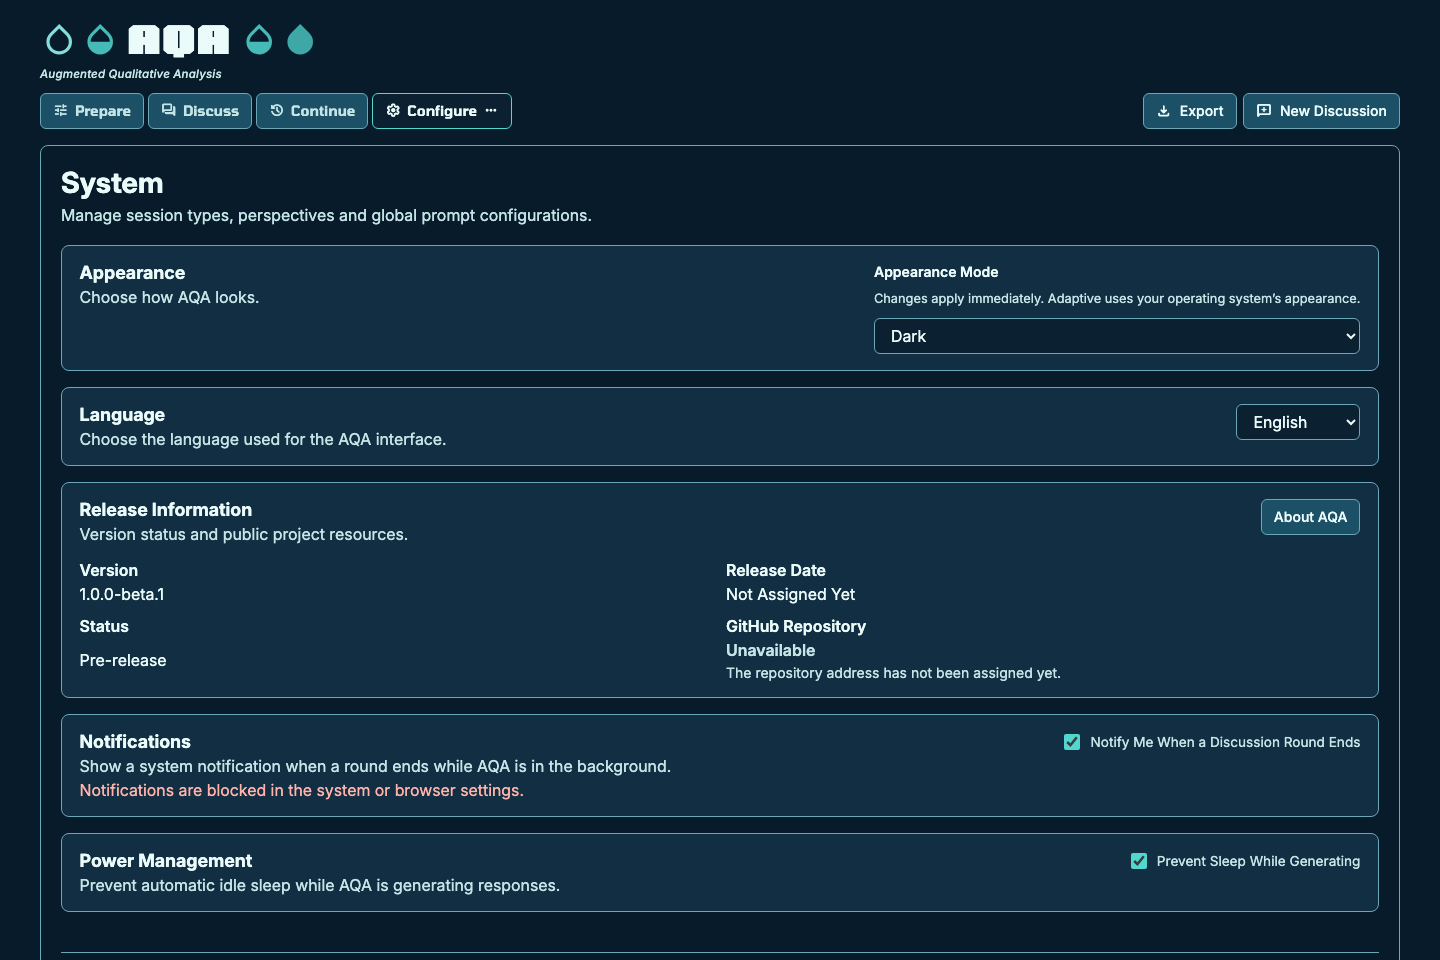 AQA
Augmented Qualitative Analysis
Prepare
Discuss
Continue
Configure ···
Export
New Discussion
System
Manage session types, perspectives and global prompt configurations.
Appearance
Choose how AQA looks.
Appearance Mode
Changes apply immediately. Adaptive uses your operating system’s appearance.
Dark
Language
Choose the language used for the AQA interface.
English
Release Information
Version status and public project resources.
About AQA
Version
1.0.0-beta.1
Release Date
Not Assigned Yet
Status
Pre-release
GitHub Repository
Unavailable
The repository address has not been assigned yet.
Notifications
Show a system notification when a round ends while AQA is in the background.
Notifications are blocked in the system or browser settings.
Notify Me When a Discussion Round Ends
Power Management
Prevent automatic idle sleep while AQA is generating responses.
Prevent Sleep While Generating